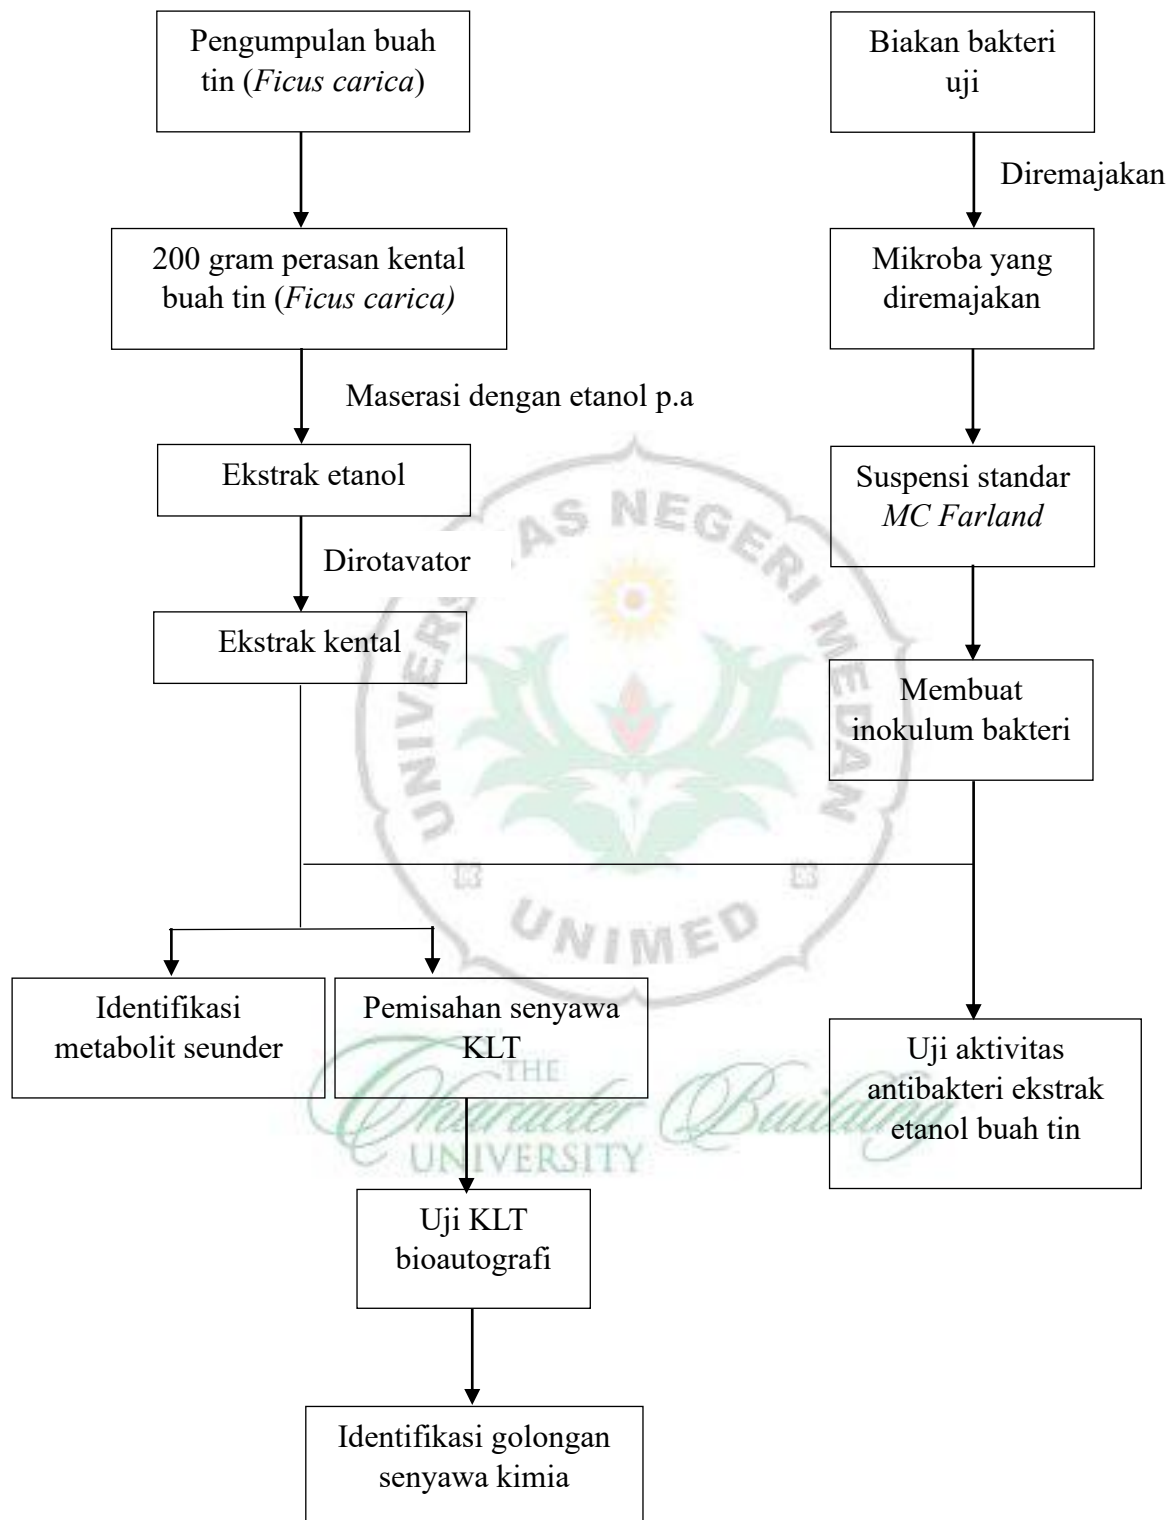 Pengumpulan buah
tin (Ficus carica)
Biakan bakteri
uji
Diremajakan
200 gram perasan kental
buah tin (Ficus carica)
Mikroba yang
diremajakan
Maserasi dengan etanol p.a
Ekstrak etanol
Suspensi standar
MC Farland
Dirotavator
Ekstrak kental
Membuat
inokulum bakteri
UNIVERSITAS NEGERI MEDAN
UNIMED
Identifikasi
metabolit seunder
Pemisahan senyawa
KLT
Uji aktivitas
antibakteri ekstrak
etanol buah tin
THE
Character Building
UNIVERSITY
Uji KLT
bioautografi
Identifikasi golongan
senyawa kimia